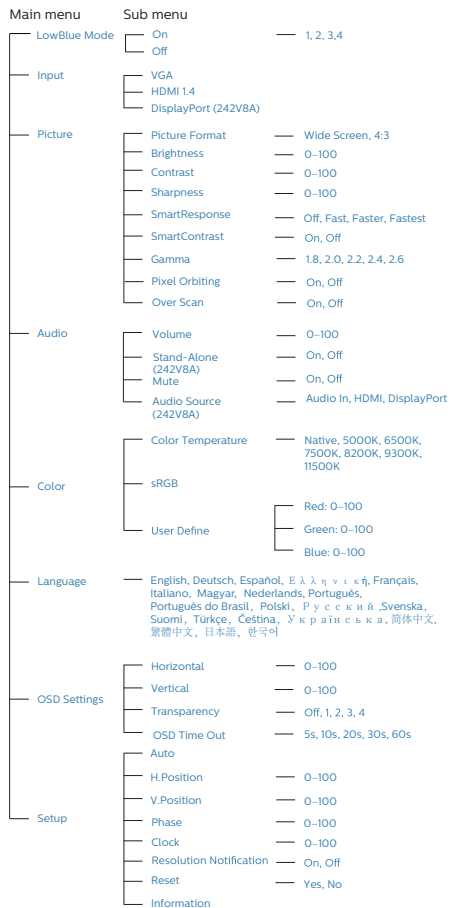 Main menu Sub menu
LowBlue Mode On 1, 2, 3,4
Off
Input VGA
HDMI 1.4
DisplayPort (242V8A)
Picture Picture Format Wide Screen, 4:3
Brightness 0–100
Contrast 0–100
Sharpness 0–100
SmartResponse Off, Fast, Faster, Fastest
SmartContrast On, Off
Gamma 1.8, 2.0, 2.2, 2.4, 2.6
Pixel Orbiting On, Off
Over Scan On, Off
Audio Volume 0–100
Stand-Alone On, Off
(242V8A)
Mute On, Off
Audio Source Audio In, HDMI, DisplayPort
(242V8A)
Color Temperature Native, 5000K, 6500K,
7500K, 8200K, 9300K,
11500K
Color sRGB
Red: 0–100
User Define Green: 0–100
Blue: 0–100
Language English, Deutsch, Español, Ελληνική, Français,
Italiano, Magyar, Nederlands, Português,
Português do Brasil, Polski, Русский ,Svenska,
Suomi, Türkçe, Čeština, Українська, 简体中文,
繁體中文, 日本語, 한국어
Horizontal 0–100
Vertical 0–100
OSD Settings Transparency Off, 1, 2, 3, 4
OSD Time Out 5s, 10s, 20s, 30s, 60s
Auto
H.Position 0–100
V.Position 0–100
Setup Phase 0–100
Clock 0–100
Resolution Notification On, Off
Reset Yes, No
Information